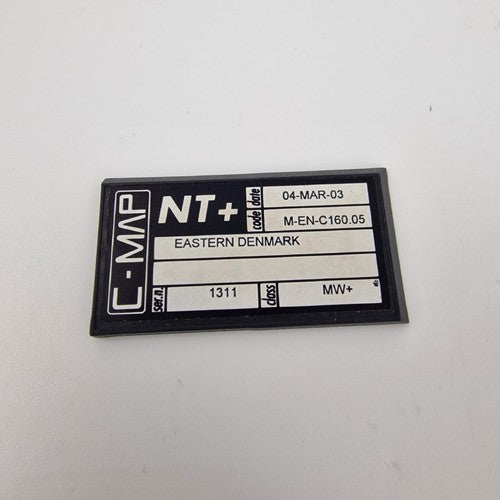 C-MAP
NT+
date 04-MAR-03
code M-EN-C160.05
EASTERN DENMARK
ser.n. 1311 class MW+